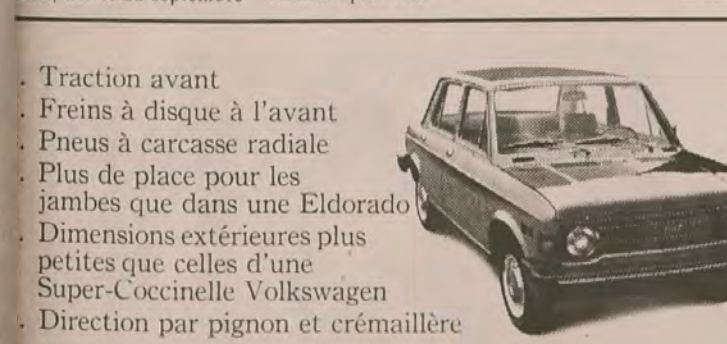 . Traction avant
. Freins à disque à l'avant
. Pneus à carcasse radiale
. Plus de place pour les
jambes que dans une Eldorado
. Dimensions extérieures plus
petites que celles d'une
Super-Coccinelle Volkswagen
. Direction par pignon et crémaillère